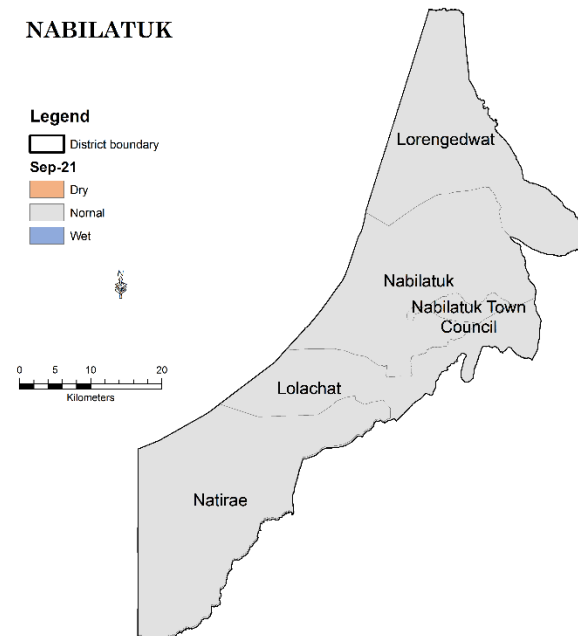 NABILATUK
Legend
District boundary
Sep-21
Dry
Nornal
Wet
0 5 10 20
Kilometers
Lorengedwat
Nabilatuk
Nabilatuk Town
Council
Lolachat
Natirae